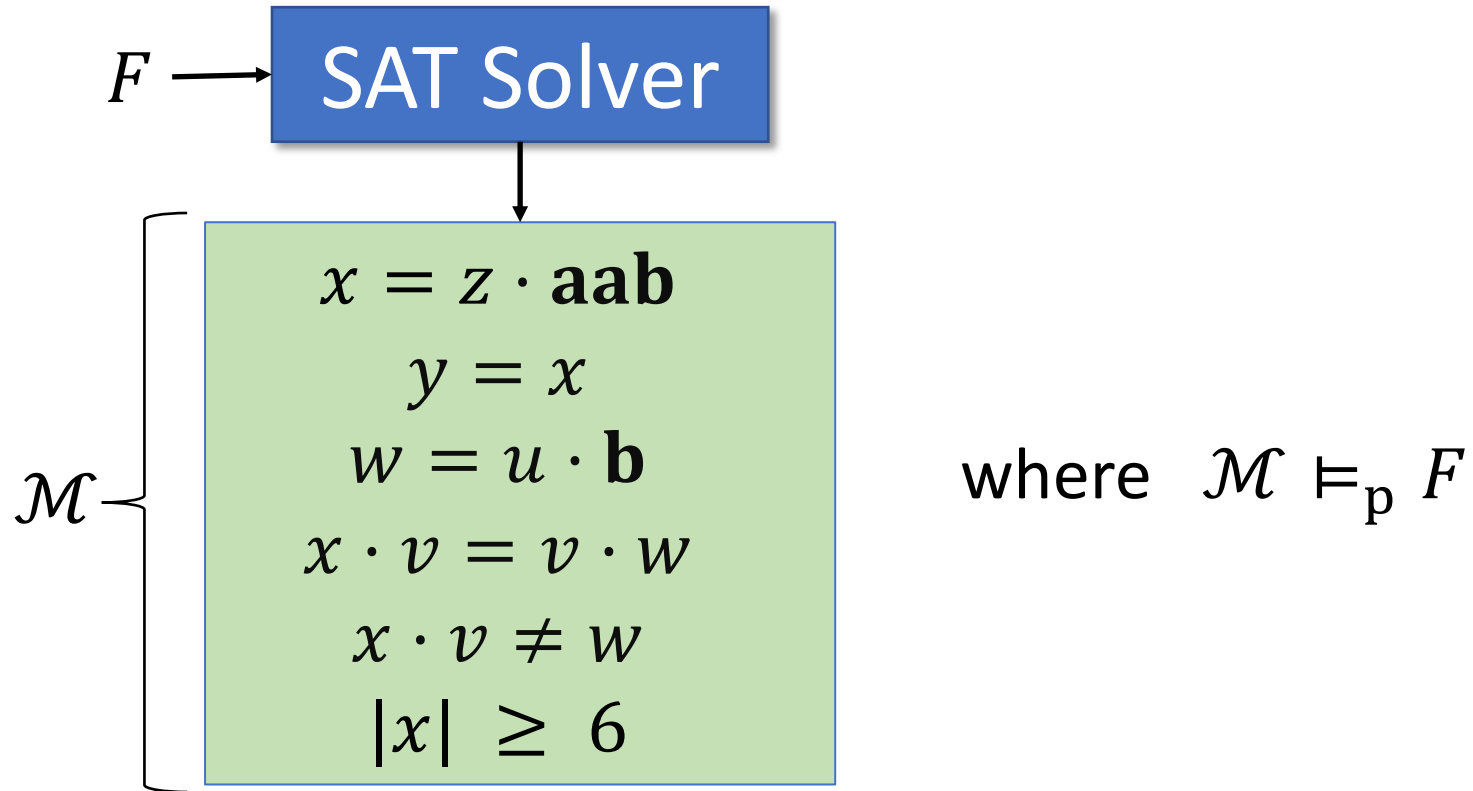 F
SAT Solver
x = z · aab
y = x
w = u · b
x · v = v · w
x · v ≠ w
|x| ≥ 6
ℳ
where ℳ ⊨ₚ F